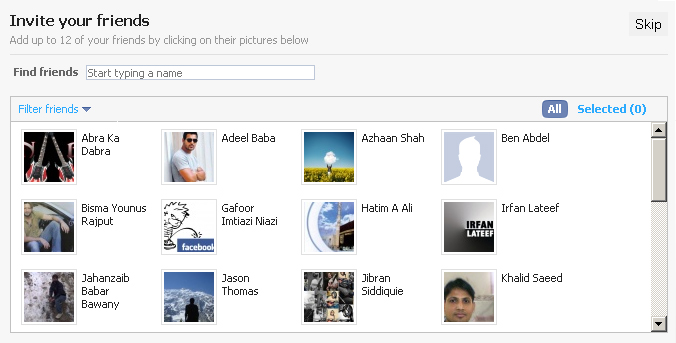 Invite your friends
Skip
Add up to 12 of your friends by clicking on their pictures below
Find friends Start typing a name
Filter friends All Selected (0)
Abra Ka
Dabra
Adeel Baba
Azhaan Shah
Ben Abdel
Bisma Younus
Rajput
Gafoor
Imtiazi Niazi
facebook
Hatim A Ali
IRFAN
LATEEF
Irfan Lateef
Jahanzaib
Babar
Bawany
Jason
Thomas
Jibran
Siddiquie
Khalid Saeed